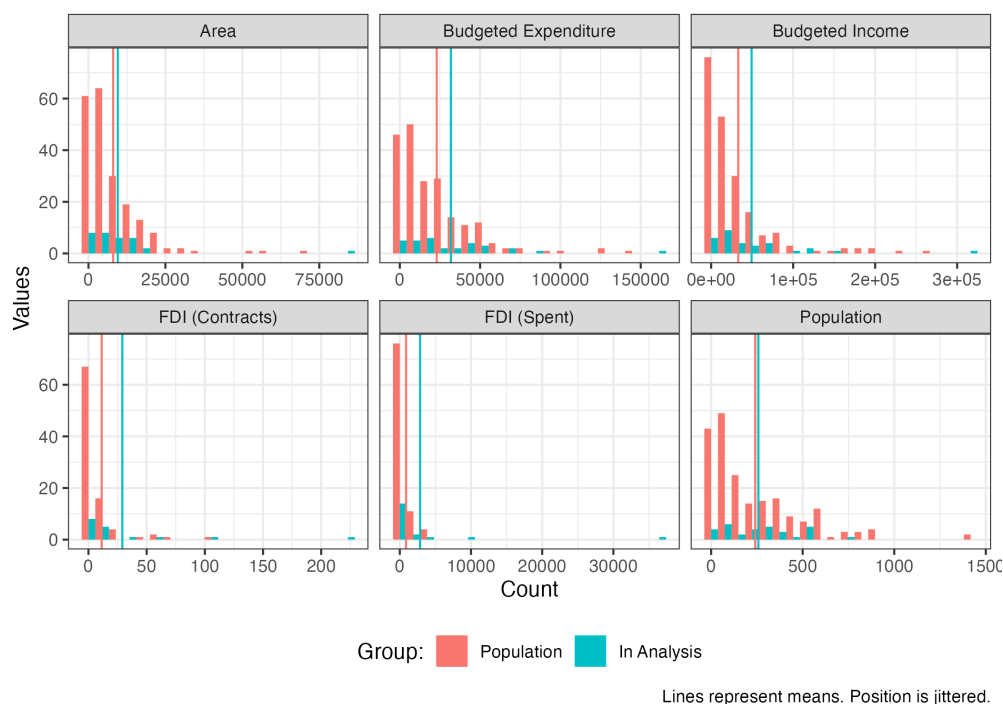 Area
Budgeted Expenditure
Budgeted Income
60
40
20
0
0 25000 50000 75000
0 50000 100000 150000
0e+00 1e+05 2e+05 3e+05
Values
FDI (Contracts)
FDI (Spent)
Population
60
40
20
0
0 50 100 150 200
0 10000 20000 30000
0 500 1000 1500
Count
Group: Population In Analysis
Lines represent means. Position is jittered.